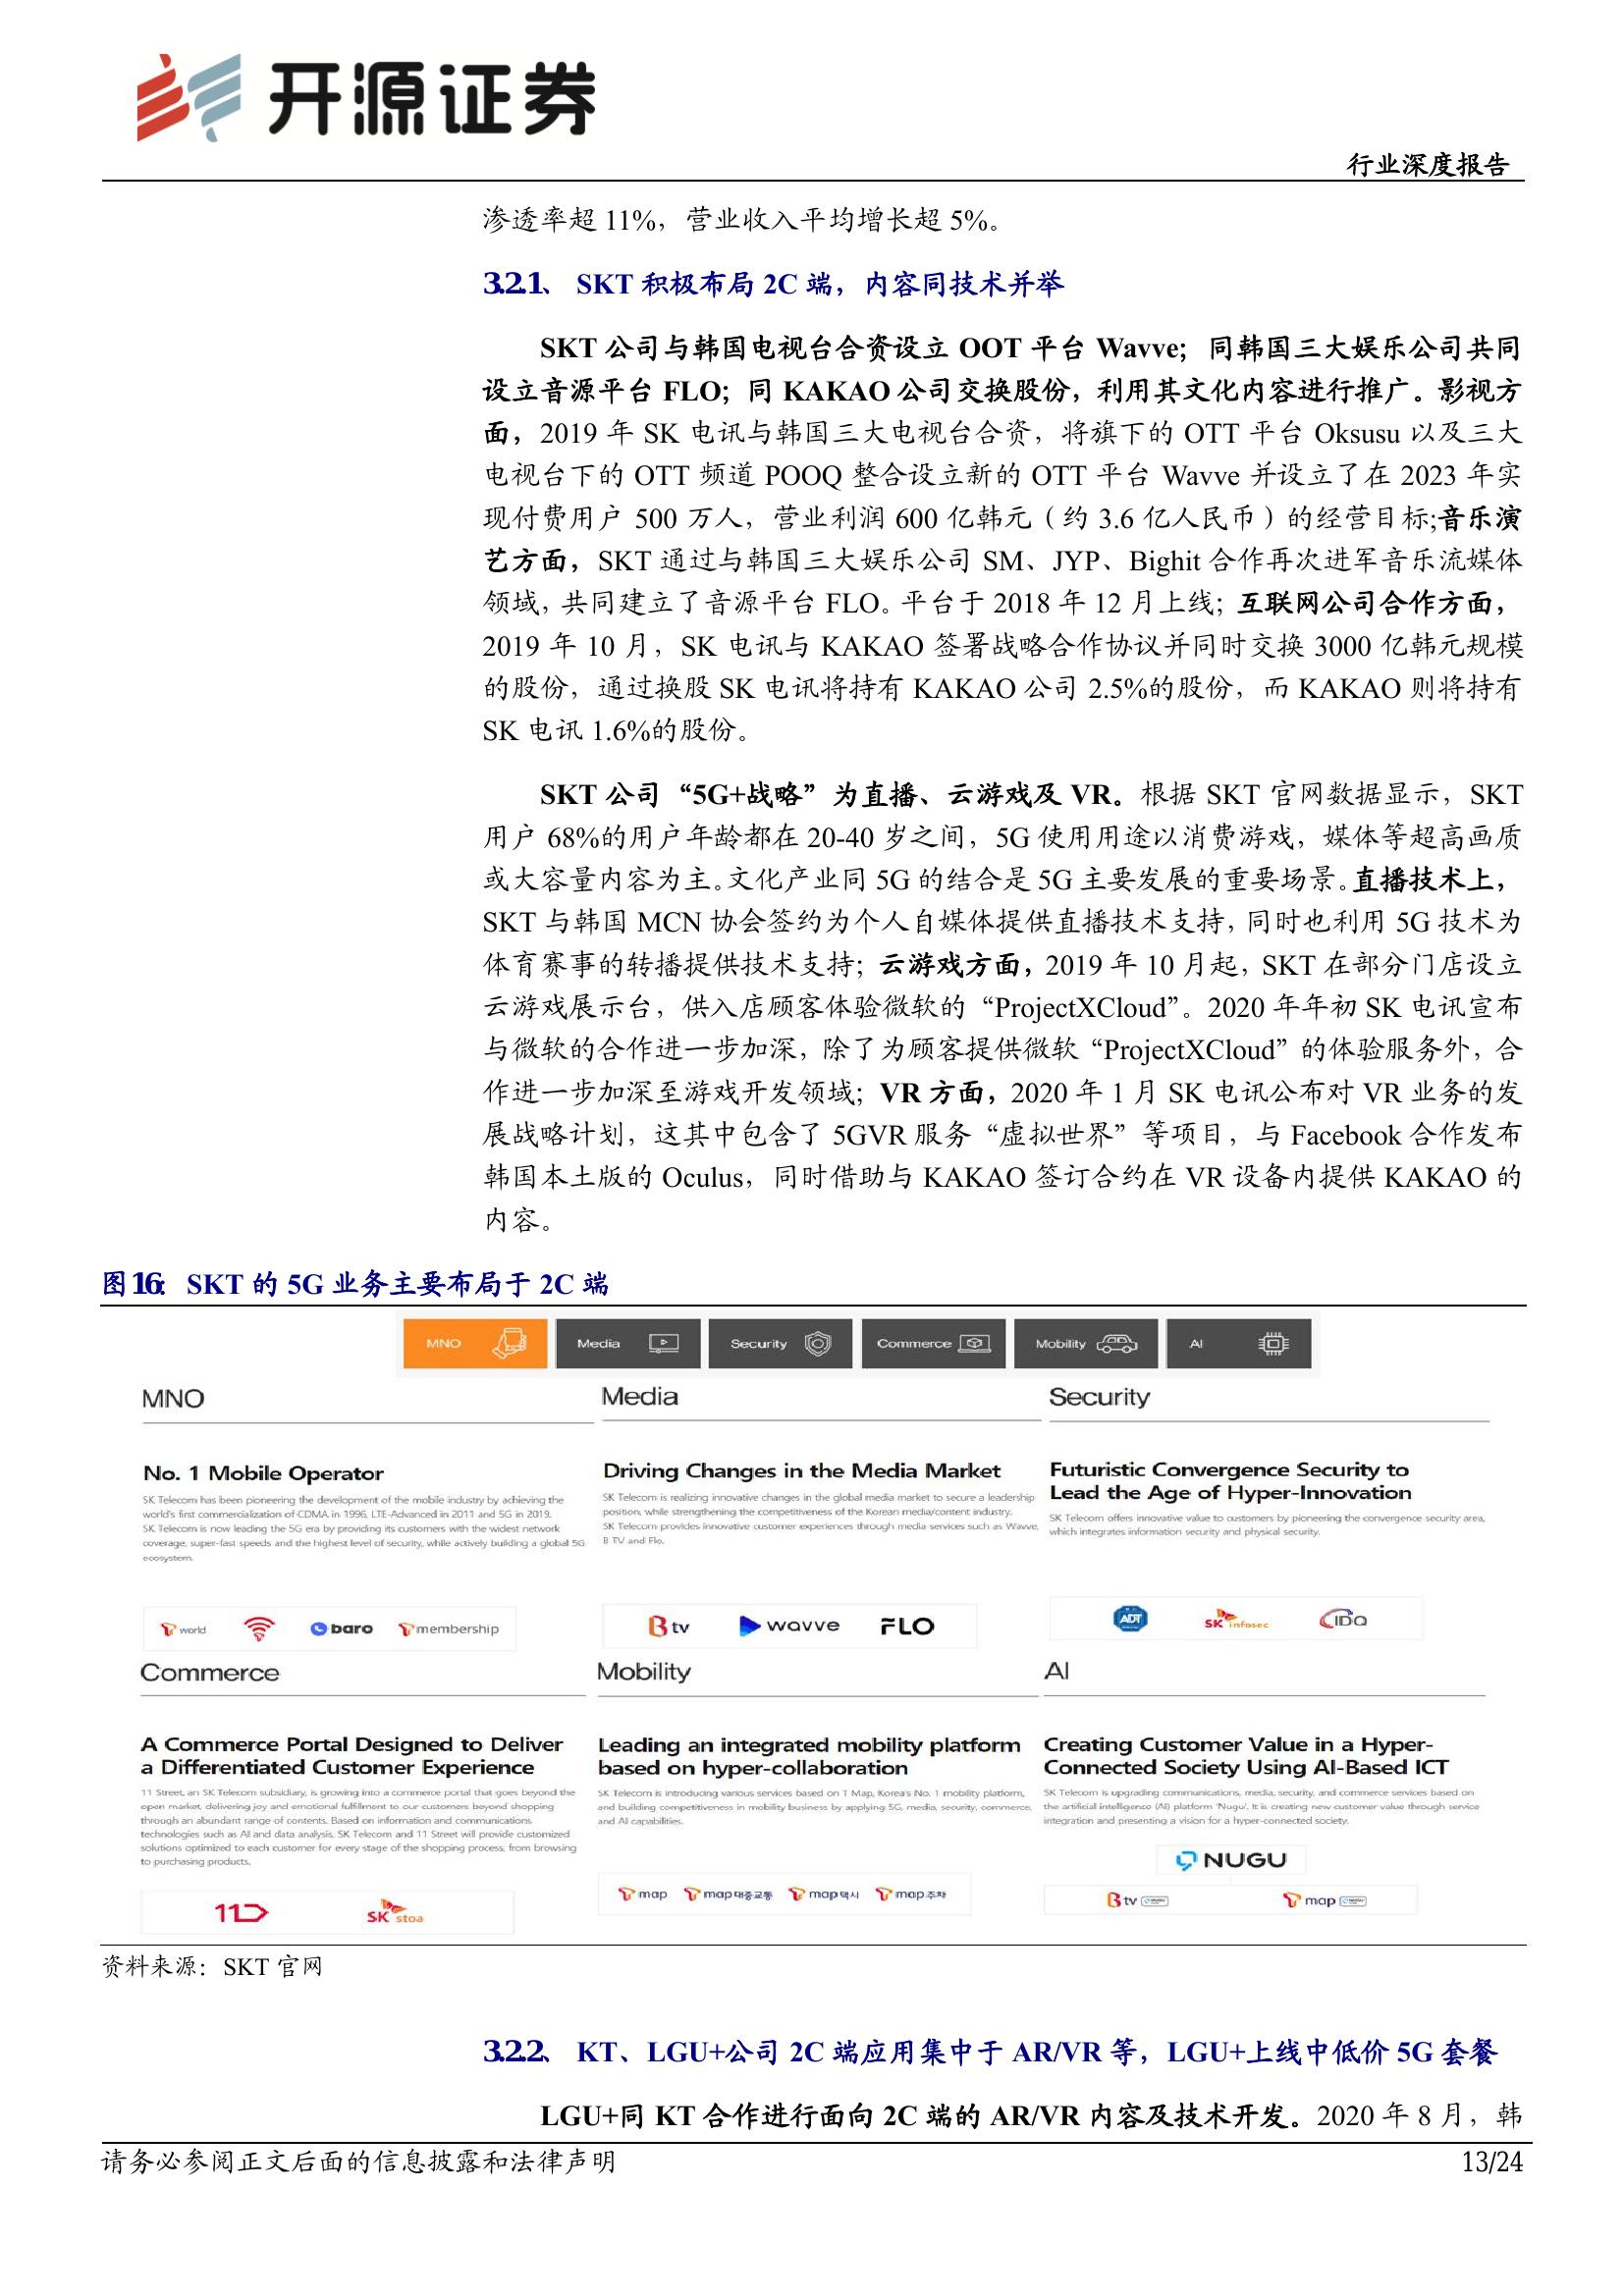 开源证券
行业深度报告
渗透率超 11%，营业收入平均增长超 5%。
3.2.1、 SKT 积极布局 2C 端，内容同技术并举
SKT 公司与韩国电视台合资设立 OOT 平台 Wavve；同韩国三大娱乐公司共同
设立音源平台 FLO；同 KAKAO 公司交换股份，利用其文化内容进行推广。影视方
面，2019 年 SK 电讯与韩国三大电视台合资，将旗下的 OTT 平台 Oksusu 以及三大
电视台下的 OTT 频道 POOQ 整合设立新的 OTT 平台 Wavve 并设立了在 2023 年实
现付费用户 500 万人，营业利润 600 亿韩元（约 3.6 亿人民币）的经营目标;音乐演
艺方面，SKT 通过与韩国三大娱乐公司 SM、JYP、Bighit 合作再次进军音乐流媒体
领域，共同建立了音源平台 FLO。平台于 2018 年 12 月上线；互联网公司合作方面，
2019 年 10 月，SK 电讯与 KAKAO 签署战略合作协议并同时交换 3000 亿韩元规模
的股份，通过换股 SK 电讯将持有 KAKAO 公司 2.5%的股份，而 KAKAO 则将持有
SK 电讯 1.6%的股份。
SKT 公司“5G+战略”为直播、云游戏及 VR。根据 SKT 官网数据显示，SKT
用户 68%的用户年龄都在 20-40 岁之间，5G 使用用途以消费游戏，媒体等超高画质
或大容量内容为主。文化产业同 5G 的结合是 5G 主要发展的重要场景。直播技术上，
SKT 与韩国 MCN 协会签约为个人自媒体提供直播技术支持，同时也利用 5G 技术为
体育赛事的转播提供技术支持；云游戏方面，2019 年 10 月起，SKT 在部分门店设立
云游戏展示台，供入店顾客体验微软的“ProjectXCloud”。2020 年年初 SK 电讯宣布
与微软的合作进一步加深，除了为顾客提供微软“ProjectXCloud”的体验服务外，合
作进一步加深至游戏开发领域；VR 方面，2020 年 1 月 SK 电讯公布对 VR 业务的发
展战略计划，这其中包含了 5GVR 服务“虚拟世界”等项目，与 Facebook 合作发布
韩国本土版的 Oculus，同时借助与 KAKAO 签订合约在 VR 设备内提供 KAKAO 的
内容。
图16： SKT 的 5G 业务主要布局于 2C 端
MNO Media Security Commerce Mobility AI
MNO
No. 1 Mobile Operator
SK Telecom has been pioneering the development of the mobile industry by achieving the
world's first commercialization of CDMA in 1996, LTE-Advanced in 2011 and 5G in 2019.
SK Telecom is now leading the 5G era by providing its customers with the widest network
coverage, super-fast speeds and the highest level of security, while actively building a global 5G
ecosystem.
T world baro T membership
Media
Driving Changes in the Media Market
SK Telecom is realizing innovative changes in the global media market to secure a leadership
position, while strengthening the competitiveness of the Korean media/content industry.
SK Telecom provides innovative customer experiences through media services such as Wavve,
B TV and Flo.
B tv wavve FLO
Security
Futuristic Convergence Security to
Lead the Age of Hyper-Innovation
SK Telecom offers innovative value to customers by pioneering the convergence security area,
which integrates information security and physical security.
ADT SK infosec IDQ
Commerce
A Commerce Portal Designed to Deliver
a Differentiated Customer Experience
11 Street, an SK Telecom subsidiary, is growing into a commerce portal that goes beyond the
open market, delivering joy and emotional fulfillment to our customers beyond shopping
through an abundant range of contents. Based on information and communications
technologies such as AI and data analysis, SK Telecom and 11 Street will provide customized
solutions optimized to each customer for every stage of the shopping process, from browsing
to purchasing products.
11 SK stoa
Mobility
Leading an integrated mobility platform
based on hyper-collaboration
SK Telecom is introducing various services based on T Map, Korea's No. 1 mobility platform,
and building competitiveness in mobility business by applying 5G, media, security, commerce,
and AI capabilities.
T map T map 대중교통 T map 택시 T map 주차
AI
Creating Customer Value in a Hyper-
Connected Society Using AI-Based ICT
SK Telecom is upgrading communications, media, security, and commerce services based on
the artificial intelligence (AI) platform 'Nugu'. It is creating new customer value through service
integration and presenting a vision for a hyper-connected society.
NUGU
B tv T map
资料来源：SKT 官网
3.2.2、 KT、LGU+公司 2C 端应用集中于 AR/VR 等，LGU+上线中低价 5G 套餐
LGU+同 KT 合作进行面向 2C 端的 AR/VR 内容及技术开发。2020 年 8 月，韩
请务必参阅正文后面的信息披露和法律声明
13/24